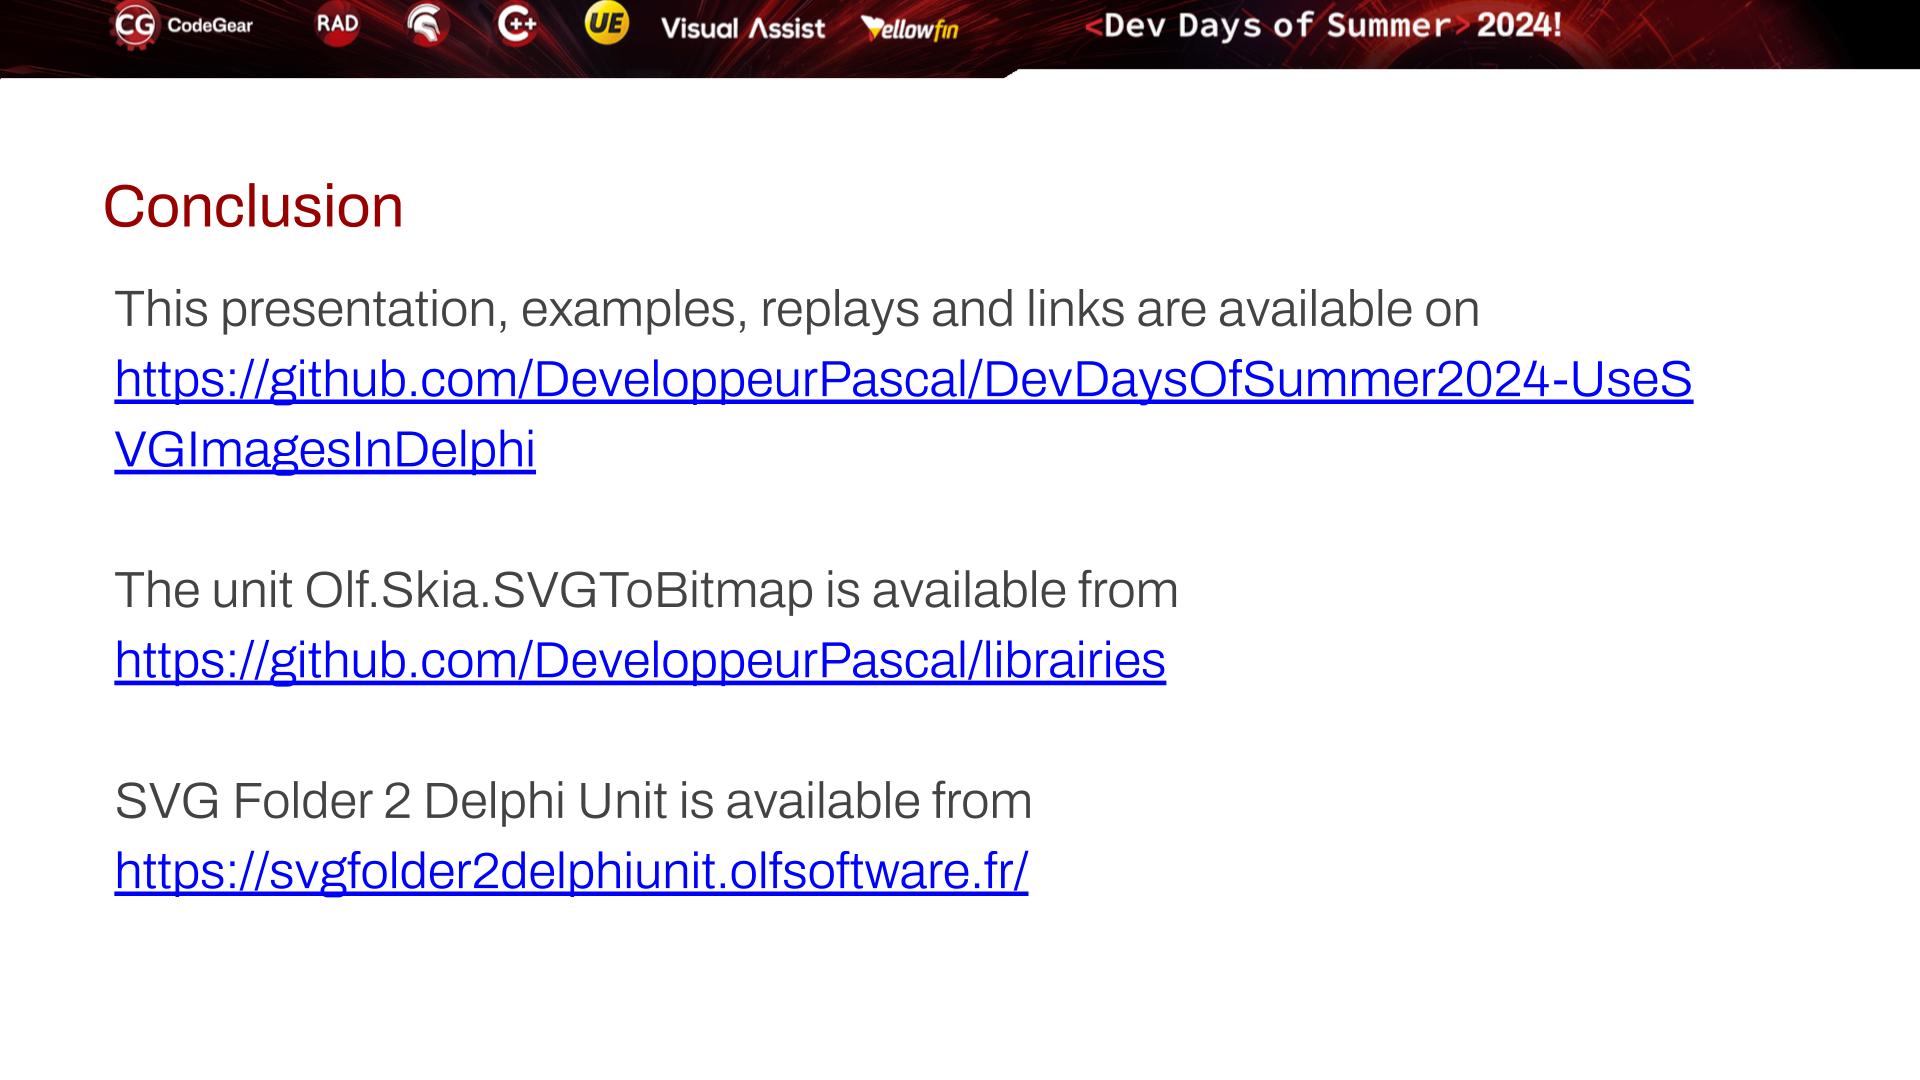 CG CodeGear RAD C++ UE Visual Assist Yellowfin <Dev Days of Summer> 2024!
Conclusion
This presentation, examples, replays and links are available on
https://github.com/DeveloppeurPascal/DevDaysOfSummer2024-UseS
VGImagesInDelphi
The unit Olf.Skia.SVGToBitmap is available from
https://github.com/DeveloppeurPascal/librairies
SVG Folder 2 Delphi Unit is available from
https://svgfolder2delphiunit.olfsoftware.fr/